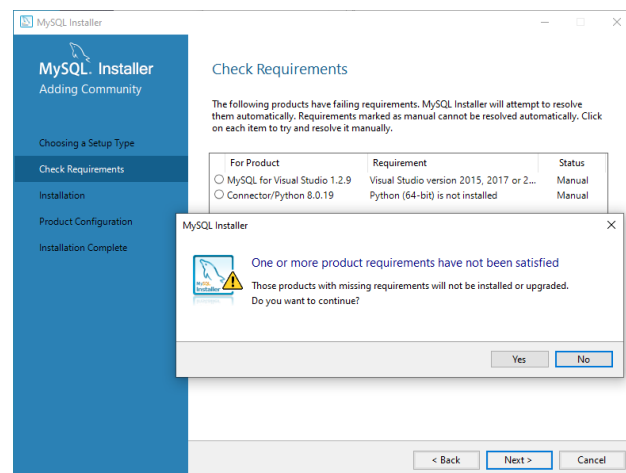 MySQL Installer
MySQL. Installer
Adding Community
Choosing a Setup Type
Check Requirements
Installation
Product Configuration
Installation Complete
Check Requirements
The following products have failing requirements. MySQL Installer will attempt to resolve
them automatically. Requirements marked as manual cannot be resolved automatically. Click
on each item to try and resolve it manually.
For Product Requirement Status
MySQL for Visual Studio 1.2.9 Visual Studio version 2015, 2017 or 2... Manual
Connector/Python 8.0.19 Python (64-bit) is not installed Manual
MySQL Installer
MySQL
Installer
One or more product requirements have not been satisfied
Those products with missing requirements will not be installed or upgraded.
Do you want to continue?
Yes No
< Back Next > Cancel